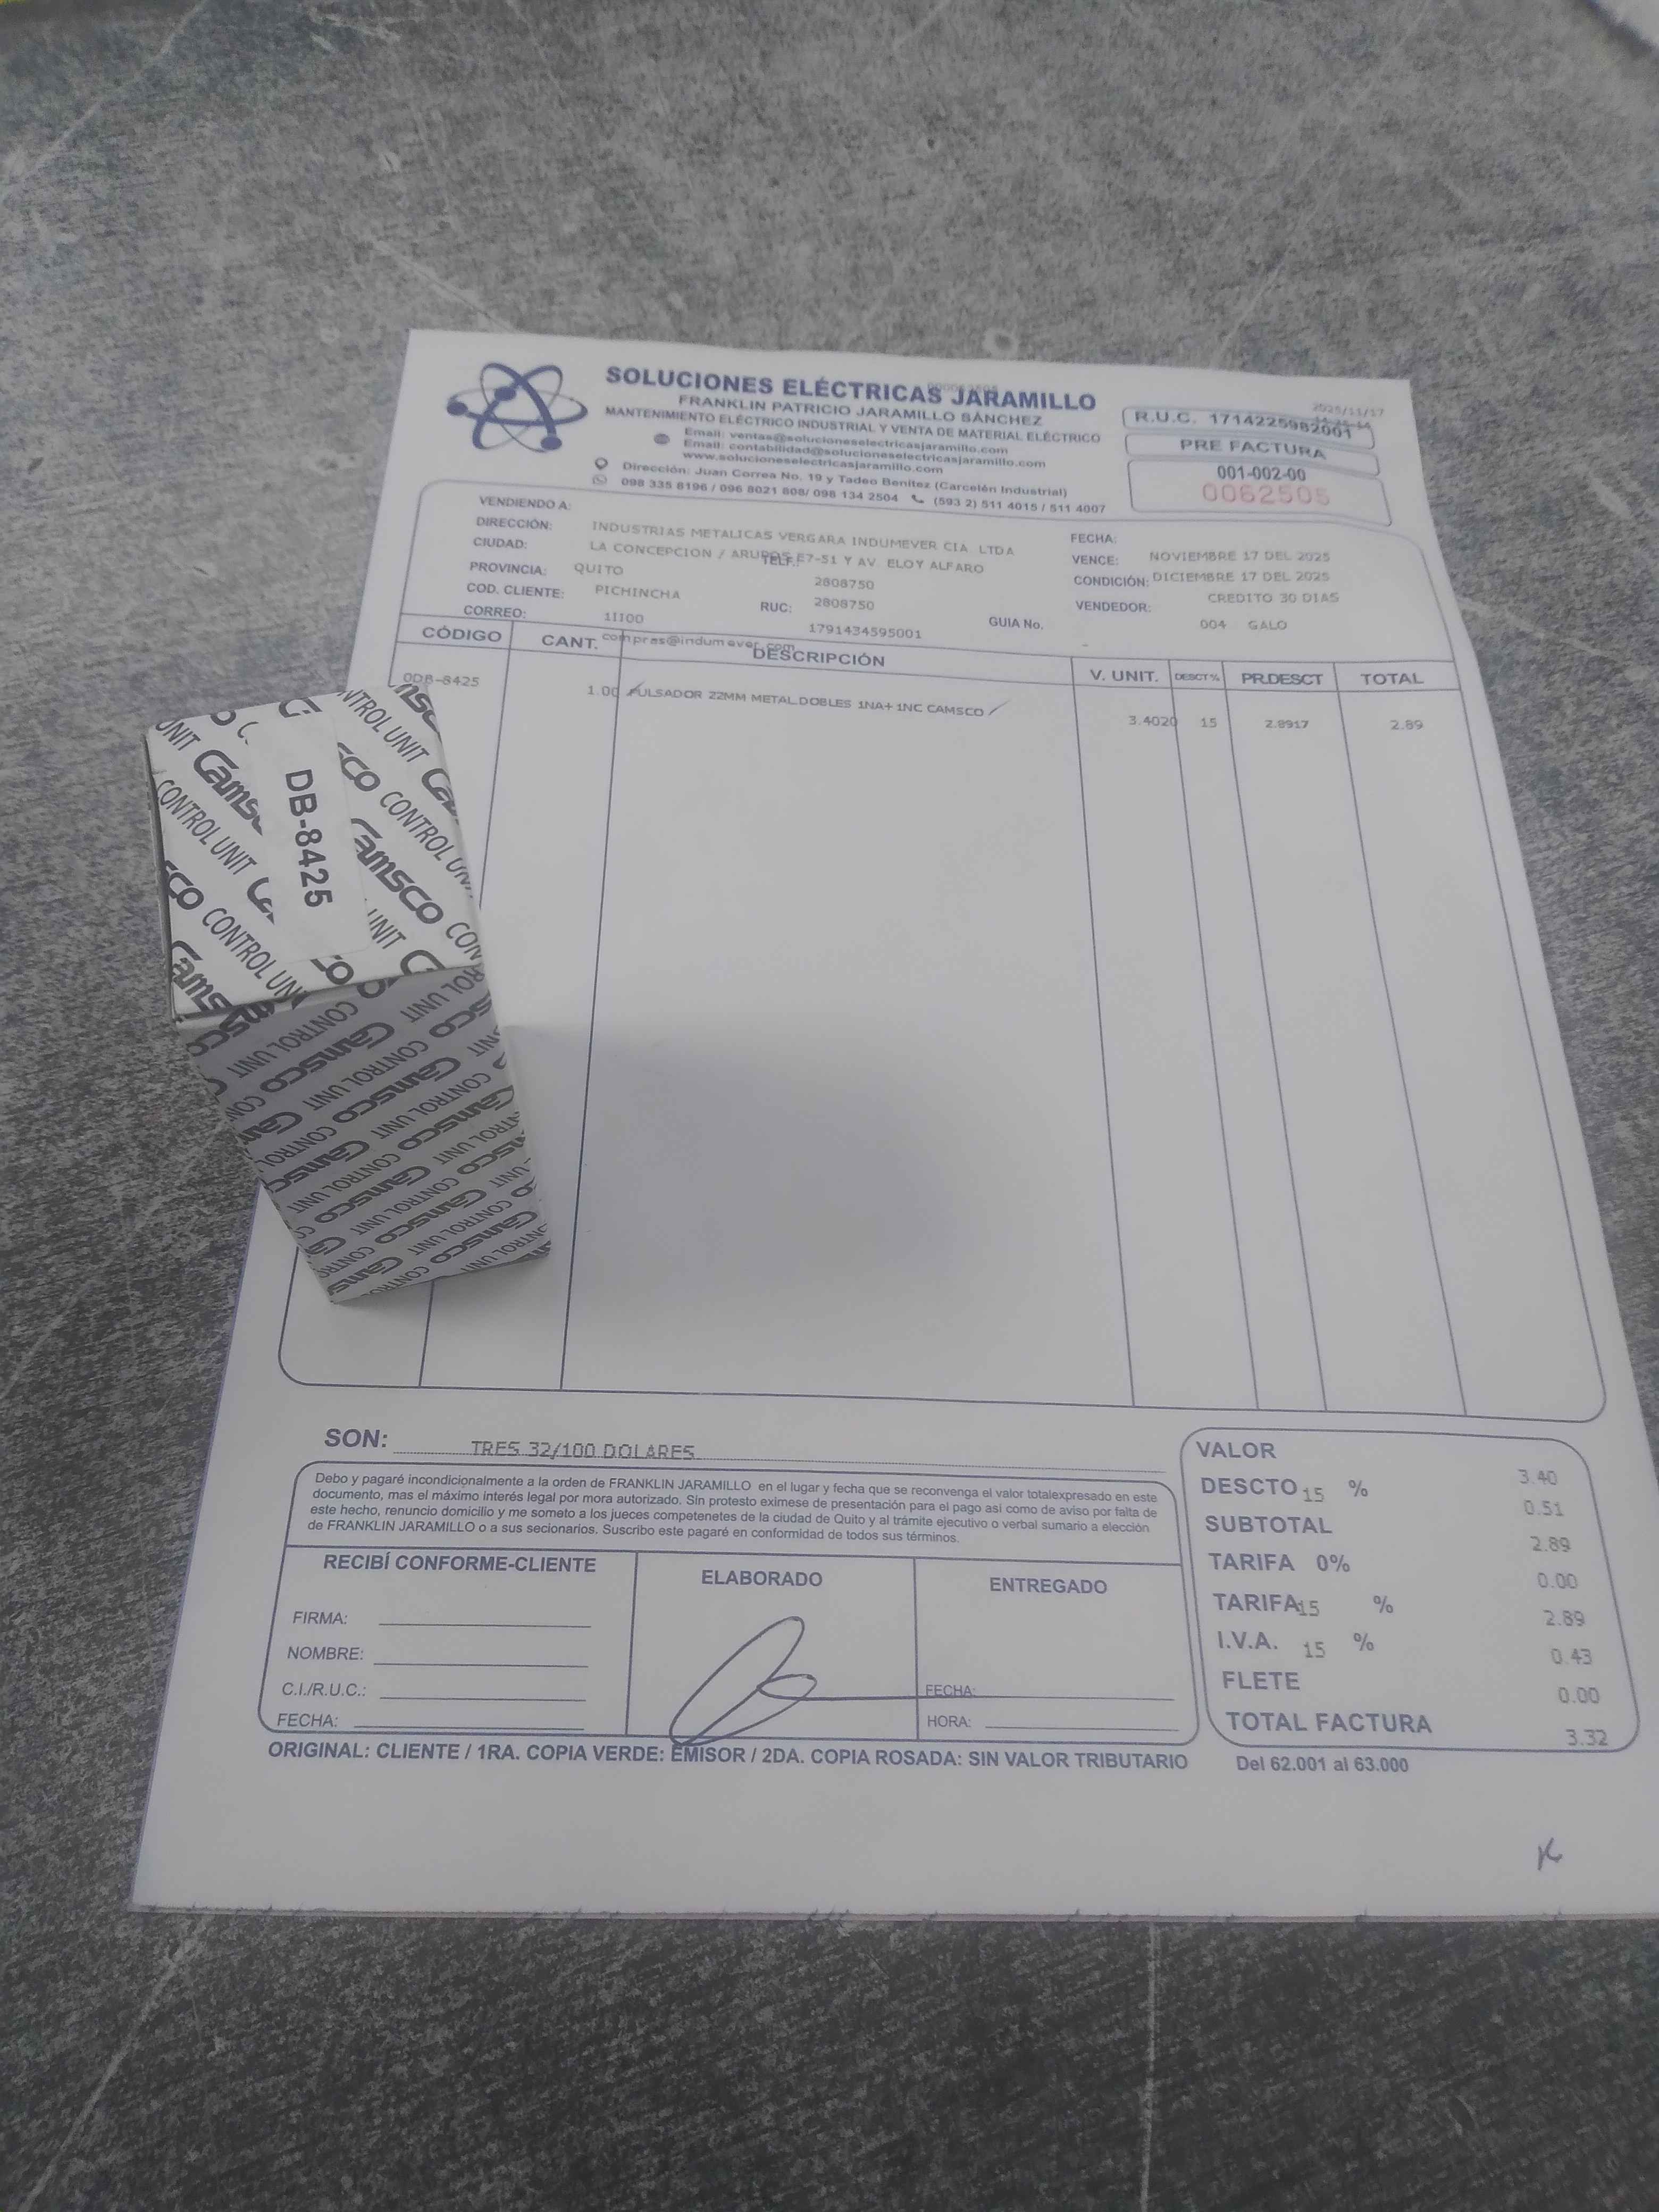 SOLUCIONES ELÉCTRICAS JARAMILLO
FRANKLIN PATRICIO JARAMILLO SÁNCHEZ
MANTENIMIENTO ELÉCTRICO INDUSTRIAL Y VENTA DE MATERIAL ELÉCTRICO
Email: ventas@solucioneselectricasjaramillo.com
Email: contabilidad@solucioneselectricasjaramillo.com
www.solucioneselectricasjaramillo.com
Dirección: Juan Correa No. 19 y Tadeo Benítez (Carcelén Industrial)
098 335 8196 / 096 8021 808/ 098 134 2504 (593 2) 511 4015 / 511 4007
2025/11/17
R.U.C. 1714225982001
PRE FACTURA
001-002-00
0062505
VENDIENDO A:
DIRECCIÓN: INDUSTRIAS METALICAS VERGARA INDUMEVER CIA LTDA
CIUDAD: LA CONCEPCION / ARUPOS E7-51 Y AV. ELOY ALFARO
TELF.:
PROVINCIA: QUITO 2808750
COD. CLIENTE: PICHINCHA RUC: 2808750
CORREO: 1II00 1791434595001
compras@indumever.com
GUIA No. -
FECHA:
VENCE: NOVIEMBRE 17 DEL 2025
CONDICIÓN: DICIEMBRE 17 DEL 2025
VENDEDOR: CREDITO 30 DIAS
004 GALO
CÓDIGO CANT. DESCRIPCIÓN V. UNIT. DESCT% PR.DESCT TOTAL
0DB-8425 1.00 PULSADOR 22MM METAL.DOBLES 1NA+ 1NC CAMSCO 3.4020 15 2.8917 2.89
DB-8425
Camsco CONTROL UNIT
SON: TRES 32/100 DOLARES
Debo y pagaré incondicionalmente a la orden de FRANKLIN JARAMILLO en el lugar y fecha que se reconvenga el valor totalexpresado en este
documento, mas el máximo interés legal por mora autorizado. Sin protesto eximese de presentación para el pago así como de aviso por falta de
este hecho, renuncio domicilio y me someto a los jueces competenetes de la ciudad de Quito y al trámite ejecutivo o verbal sumario a elección
de FRANKLIN JARAMILLO o a sus secionarios. Suscribo este pagaré en conformidad de todos sus términos.
RECIBÍ CONFORME-CLIENTE
FIRMA:
NOMBRE:
C.I./R.U.C.:
FECHA:
ELABORADO
ENTREGADO
FECHA:
HORA:
VALOR 3.40
DESCTO 15 % 0.51
SUBTOTAL 2.89
TARIFA 0% 0.00
TARIFA 15 % 2.89
I.V.A. 15 % 0.43
FLETE 0.00
TOTAL FACTURA 3.32
ORIGINAL: CLIENTE / 1RA. COPIA VERDE: EMISOR / 2DA. COPIA ROSADA: SIN VALOR TRIBUTARIO
Del 62.001 al 63.000